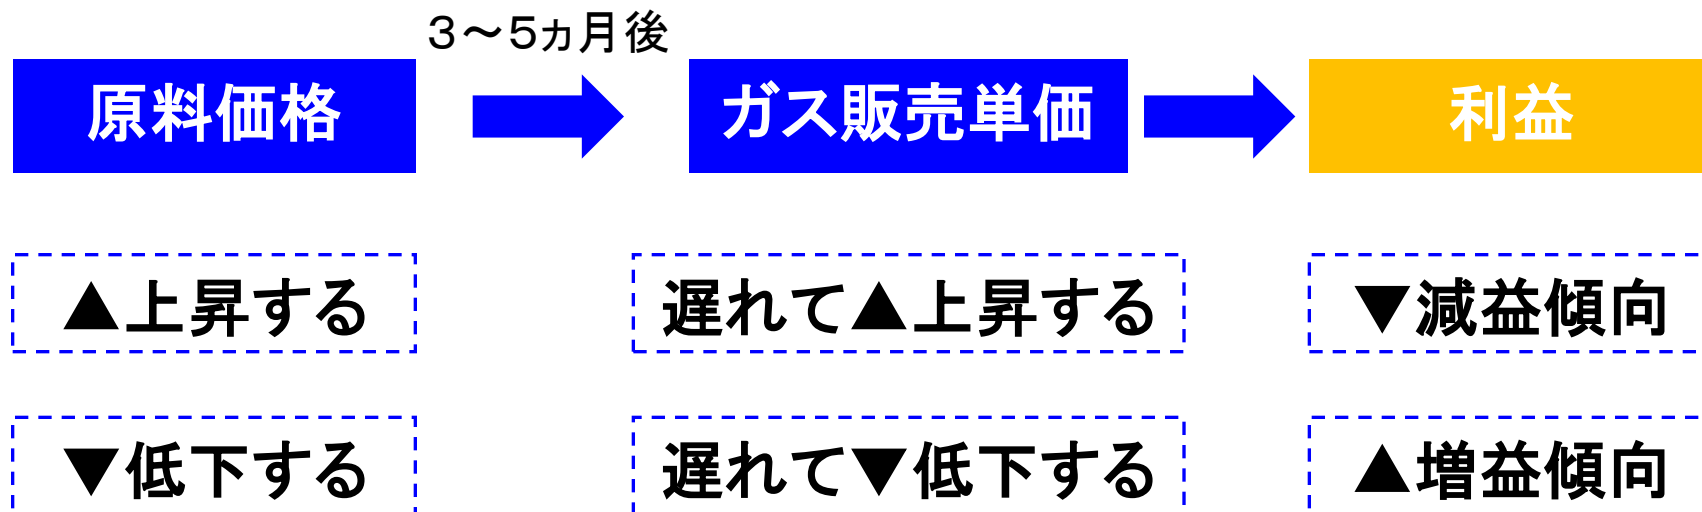 3～5ヵ月後
原料価格
ガス販売単価
利益
▲上昇する
遅れて▲上昇する
▼減益傾向
▼低下する
遅れて▼低下する
▲増益傾向